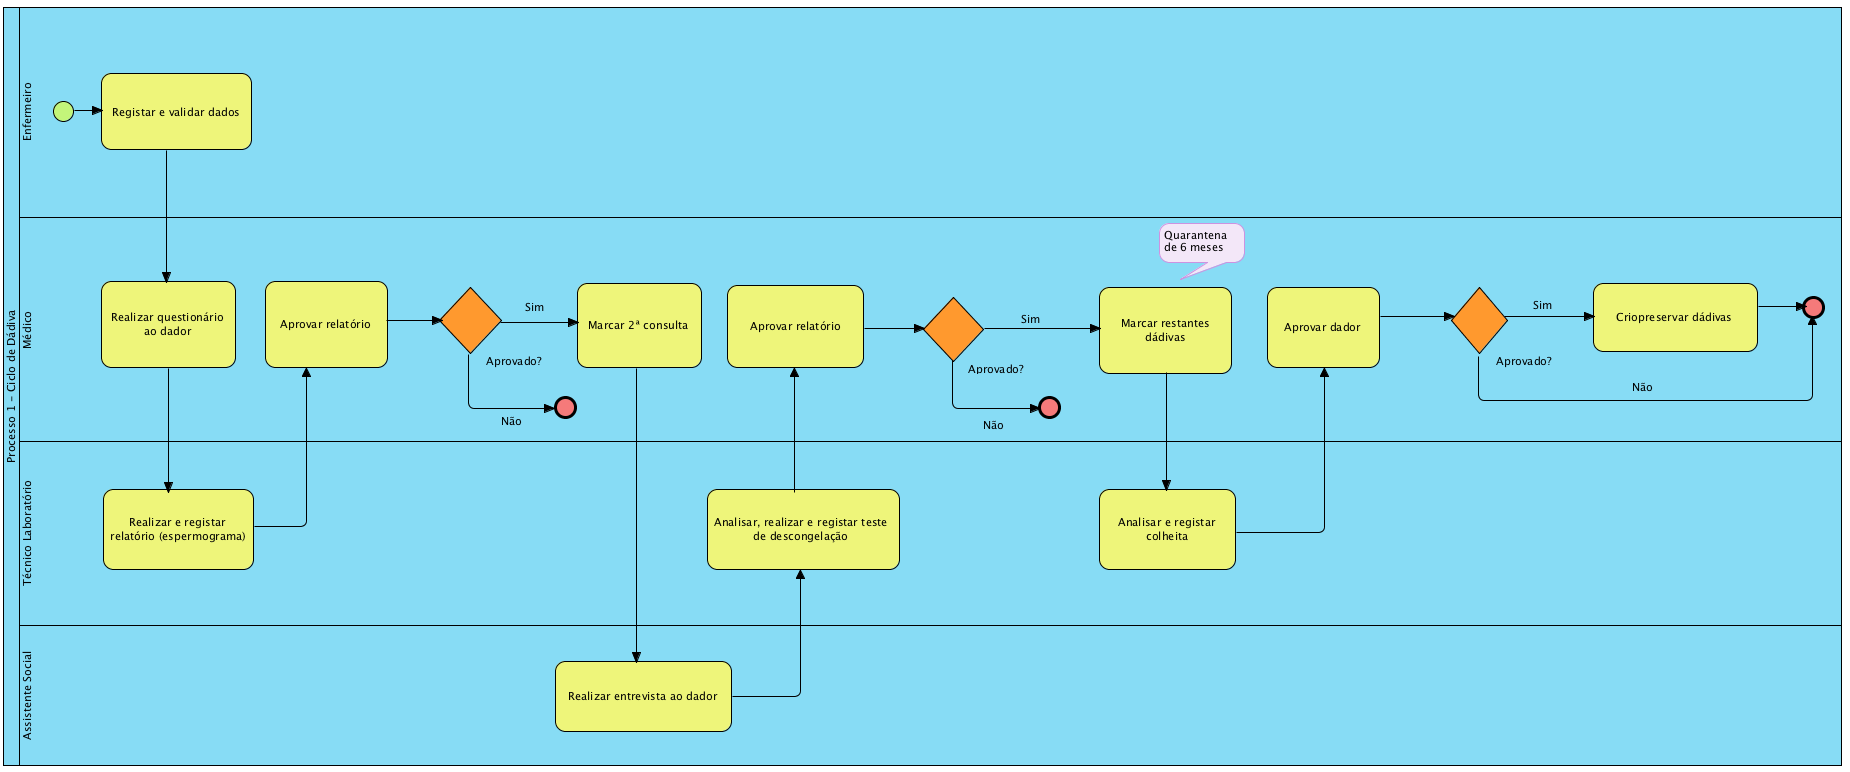 Processo 1 - Ciclo de Dádiva
Enfermeiro
Registar e validar dados
Médico
Realizar questionário
ao dador
Aprovar relatório
Aprovado?
Sim
Não
Marcar 2ª consulta
Aprovar relatório
Aprovado?
Sim
Não
Quarantena
de 6 meses
Marcar restantes
dádivas
Aprovar dador
Aprovado?
Sim
Não
Criopreservar dádivas
Técnico Laboratório
Realizar e registar
relatório (espermograma)
Analisar, realizar e registar teste
de descongelação
Analisar e registar
colheita
Assistente Social
Realizar entrevista ao dador